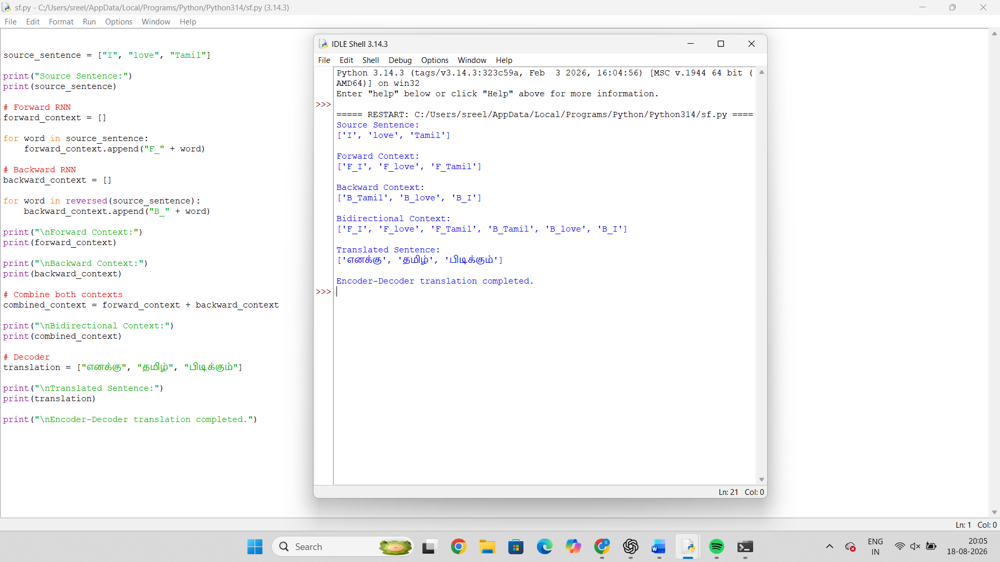 sf.py - C:/Users/sreel/AppData/Local/Programs/Python/Python314/sf.py (3.14.3)
File Edit Format Run Options Window Help
source_sentence = ["I", "love", "Tamil"]
print("Source Sentence:")
print(source_sentence)
# Forward RNN
forward_context = []
for word in source_sentence:
    forward_context.append("F_" + word)
# Backward RNN
backward_context = []
for word in reversed(source_sentence):
    backward_context.append("B_" + word)
print("\nForward Context:")
print(forward_context)
print("\nBackward Context:")
print(backward_context)
# Combine both contexts
combined_context = forward_context + backward_context
print("\nBidirectional Context:")
print(combined_context)
# Decoder
translation = ["எனக்கு", "தமிழ்", "பிடிக்கும்"]
print("\nTranslated Sentence:")
print(translation)
print("\nEncoder-Decoder translation completed.")
IDLE Shell 3.14.3
File Edit Shell Debug Options Window Help
Python 3.14.3 (tags/v3.14.3:323c59a, Feb  3 2026, 16:04:56) [MSC v.1944 64 bit (
AMD64)] on win32
Enter "help" below or click "Help" above for more information.
>>>
===== RESTART: C:/Users/sreel/AppData/Local/Programs/Python/Python314/sf.py ====
Source Sentence:
['I', 'love', 'Tamil']
Forward Context:
['F_I', 'F_love', 'F_Tamil']
Backward Context:
['B_Tamil', 'B_love', 'B_I']
Bidirectional Context:
['F_I', 'F_love', 'F_Tamil', 'B_Tamil', 'B_love', 'B_I']
Translated Sentence:
['எனக்கு', 'தமிழ்', 'பிடிக்கும்']
Encoder-Decoder translation completed.
>>>
Ln: 21 Col: 0
Ln: 1 Col: 0
Search
ENG
IN
20:05
18-08-2026